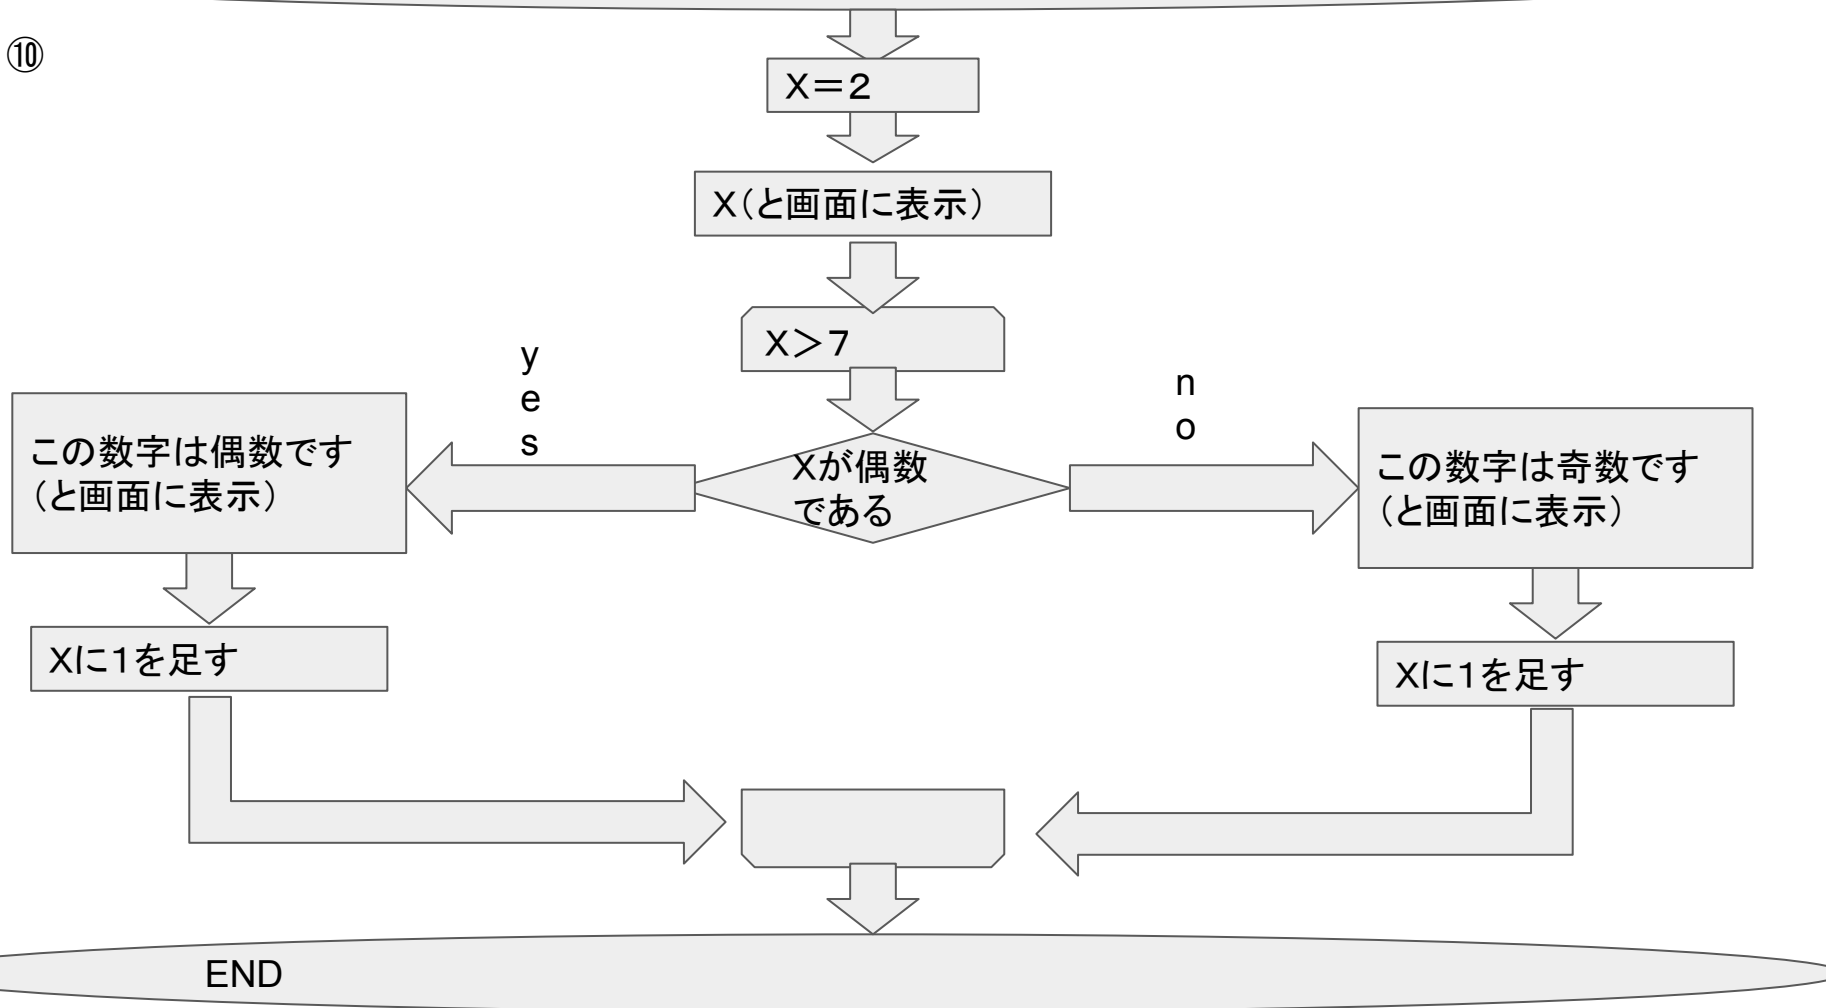 ⑩
X＝2
X（と画面に表示）
X＞7
yes
no
Xが偶数
である
この数字は偶数です
（と画面に表示）
この数字は奇数です
（と画面に表示）
Xに1を足す
Xに1を足す
END